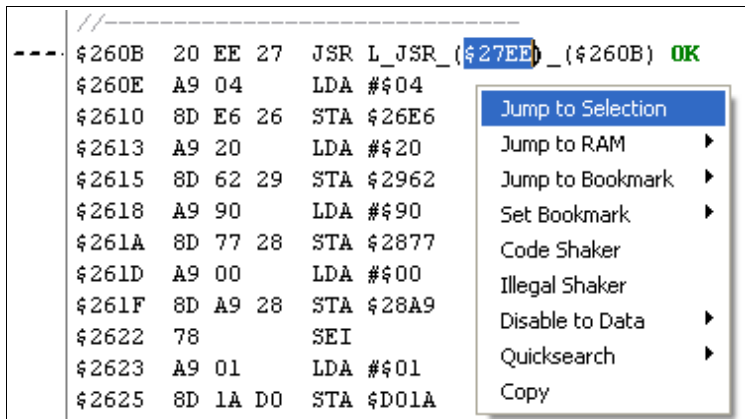 //------------------------------
---- $260B 20 EE 27 JSR L_JSR_($27EE)_($260B) OK
$260E A9 04 LDA #$04
$2610 8D E6 26 STA $26E6
$2613 A9 20 LDA #$20
$2615 8D 62 29 STA $2962
$2618 A9 90 LDA #$90
$261A 8D 77 28 STA $2877
$261D A9 00 LDA #$00
$261F 8D A9 28 STA $28A9
$2622 78 SEI
$2623 A9 01 LDA #$01
$2625 8D 1A D0 STA $D01A
Jump to Selection
Jump to RAM
Jump to Bookmark
Set Bookmark
Code Shaker
Illegal Shaker
Disable to Data
Quicksearch
Copy